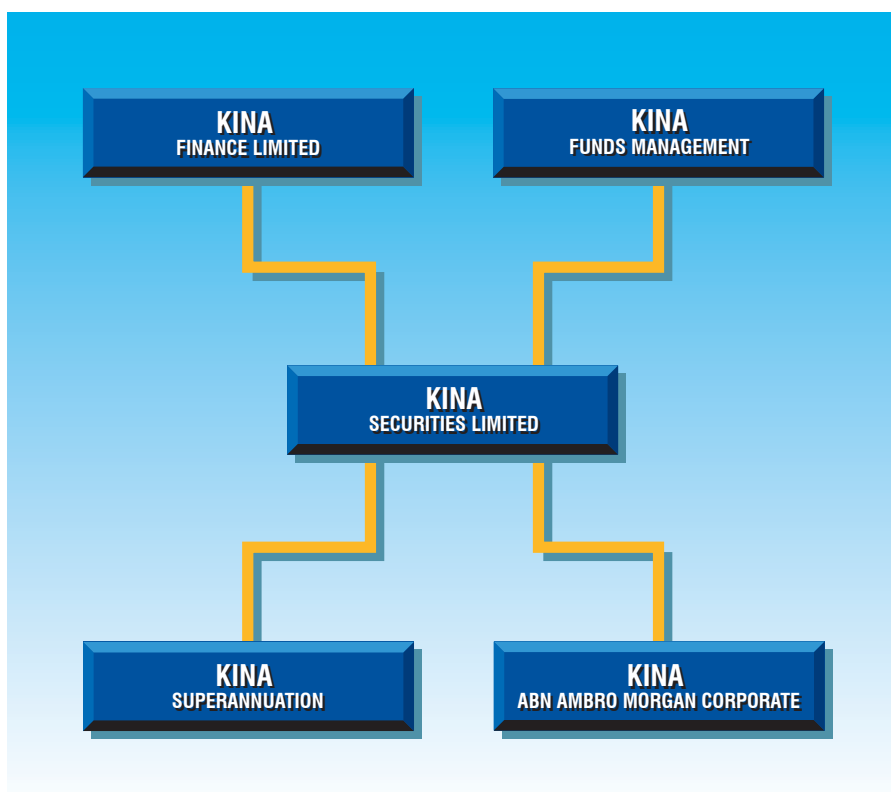 KINA
FINANCE LIMITED
KINA
FUNDS MANAGEMENT
KINA
SECURITIES LIMITED
KINA
SUPERANNUATION
KINA
ABN AMBRO MORGAN CORPORATE